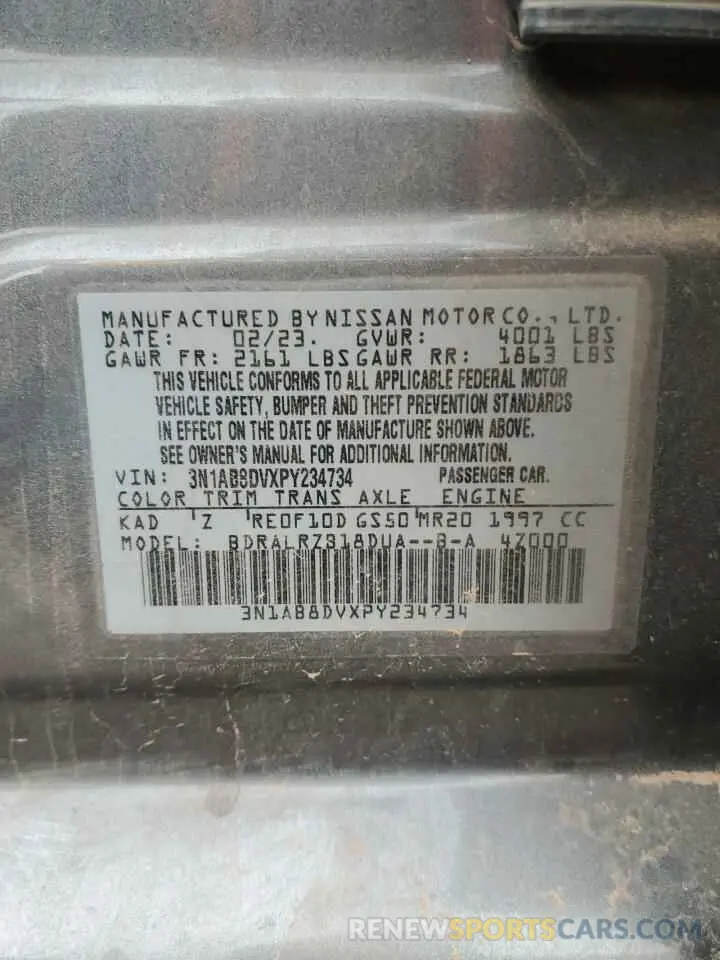 MANUFACTURED BY NISSAN MOTOR CO., LTD.
DATE: 02/23. GVWR: 4001 LBS
GAWR FR: 2161 LBS GAWR RR: 1863 LBS
THIS VEHICLE CONFORMS TO ALL APPLICABLE FEDERAL MOTOR
VEHICLE SAFETY, BUMPER AND THEFT PREVENTION STANDARDS
IN EFFECT ON THE DATE OF MANUFACTURE SHOWN ABOVE.
SEE OWNER'S MANUAL FOR ADDITIONAL INFORMATION.
VIN: 3N1AB8DVXPY234734 PASSENGER CAR.
COLOR TRIM TRANS AXLE ENGINE
KAD Z RE0F10D GS50 MR20 1997 CC
MODEL: BDRALRZ318DUA--B-A 4Z000
3N1AB8DVXPY234734
RENEWSPORTSCARS.COM